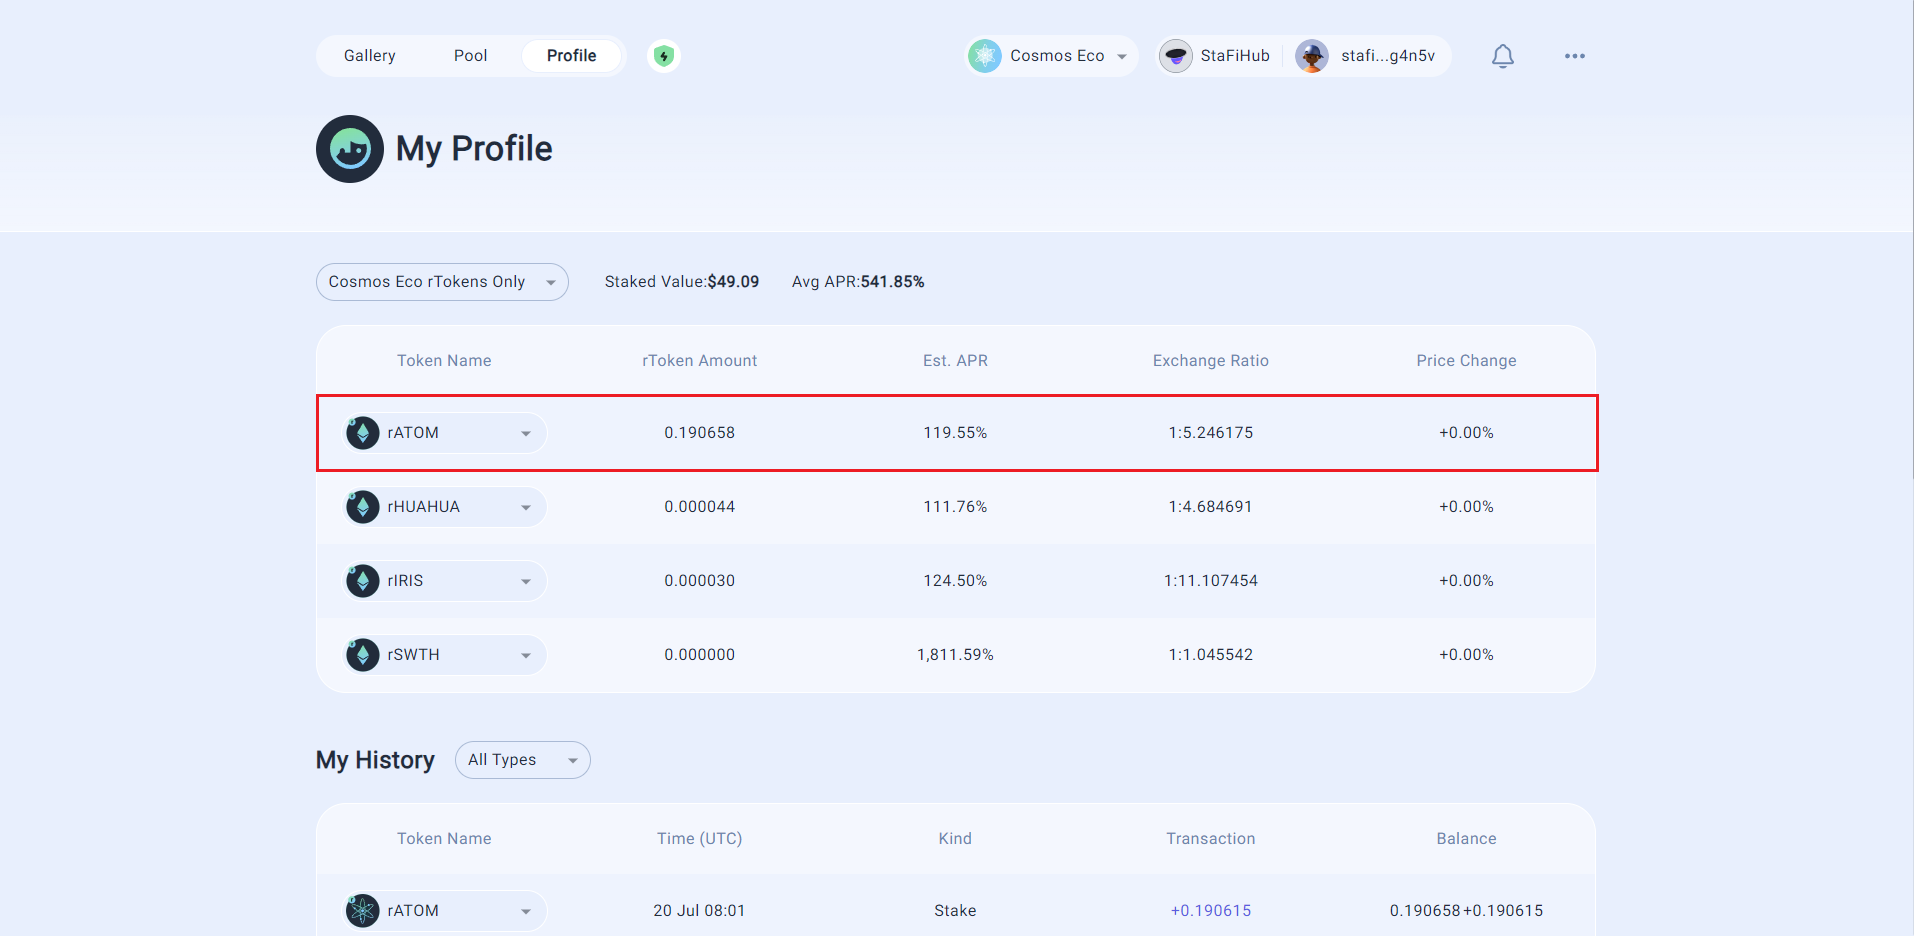 Gallery Pool Profile Cosmos Eco StaFiHub stafi...g4n5v
My Profile
Cosmos Eco rTokens Only Staked Value:$49.09 Avg APR:541.85%
Token Name rToken Amount Est. APR Exchange Ratio Price Change
rATOM 0.190658 119.55% 1:5.246175 +0.00%
rHUAHUA 0.000044 111.76% 1:4.684691 +0.00%
rIRIS 0.000030 124.50% 1:11.107454 +0.00%
rSWTH 0.000000 1,811.59% 1:1.045542 +0.00%
My History All Types
Token Name Time (UTC) Kind Transaction Balance
rATOM 20 Jul 08:01 Stake +0.190615 0.190658+0.190615